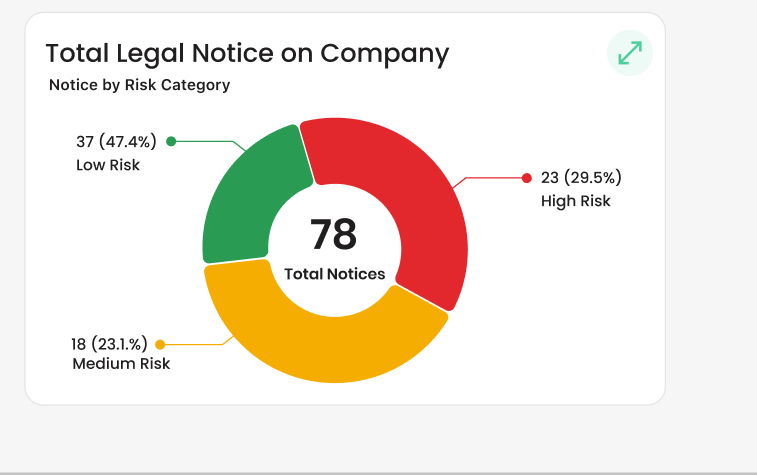 Total Legal Notice on Company
Notice by Risk Category
37 (47.4%)
Low Risk
23 (29.5%)
High Risk
78
Total Notices
18 (23.1.%)
Medium Risk